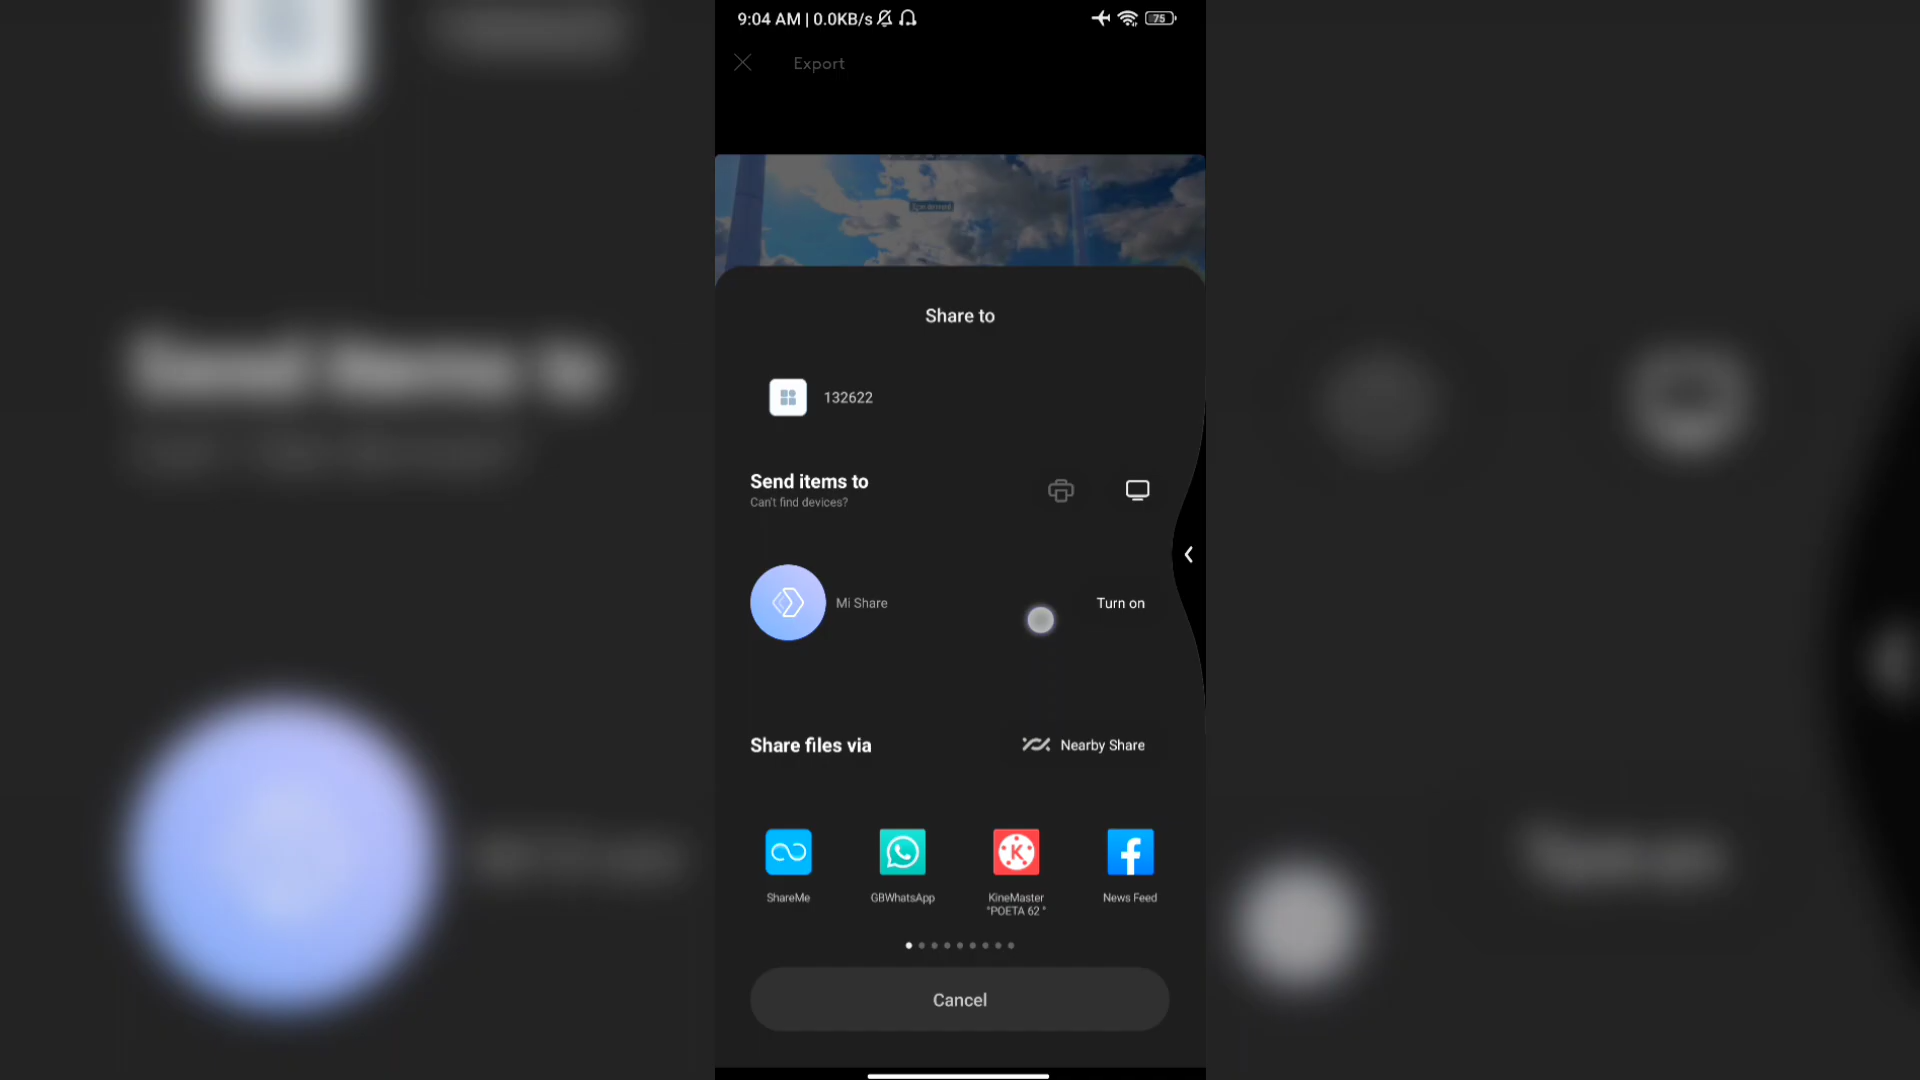 9:04 AM | 0.0KB/s 75
Export
Share to
132622
Send items to
Can't find devices?
Mi Share
Turn on
Share files via
Nearby Share
ShareMe
GBWhatsApp
KineMaster
"POETA 62 "
News Feed
Cancel